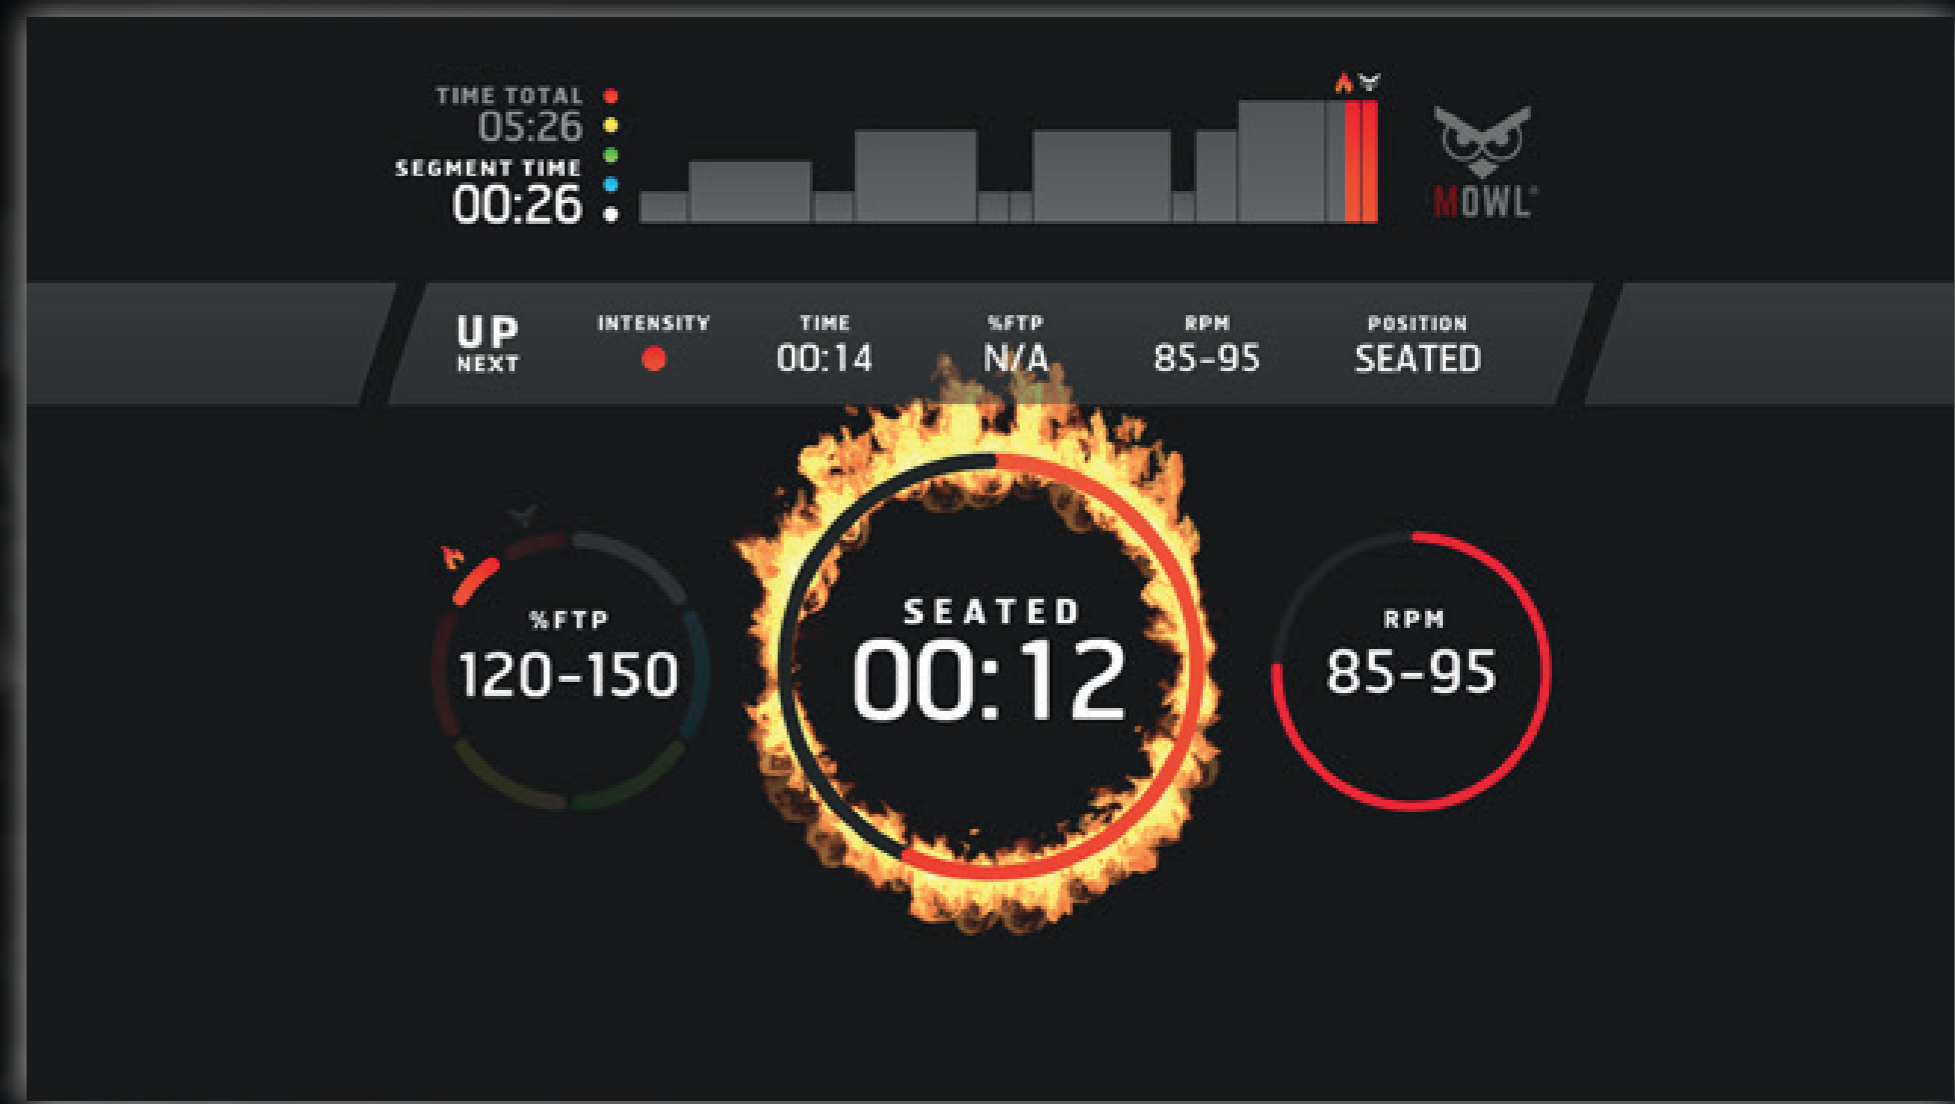 TIME TOTAL
05:26
SEGMENT TIME
00:26
MOWL®
UP
NEXT
INTENSITY
TIME
00:14
%FTP
N/A
RPM
85-95
POSITION
SEATED
%FTP
120-150
SEATED
00:12
RPM
85-95